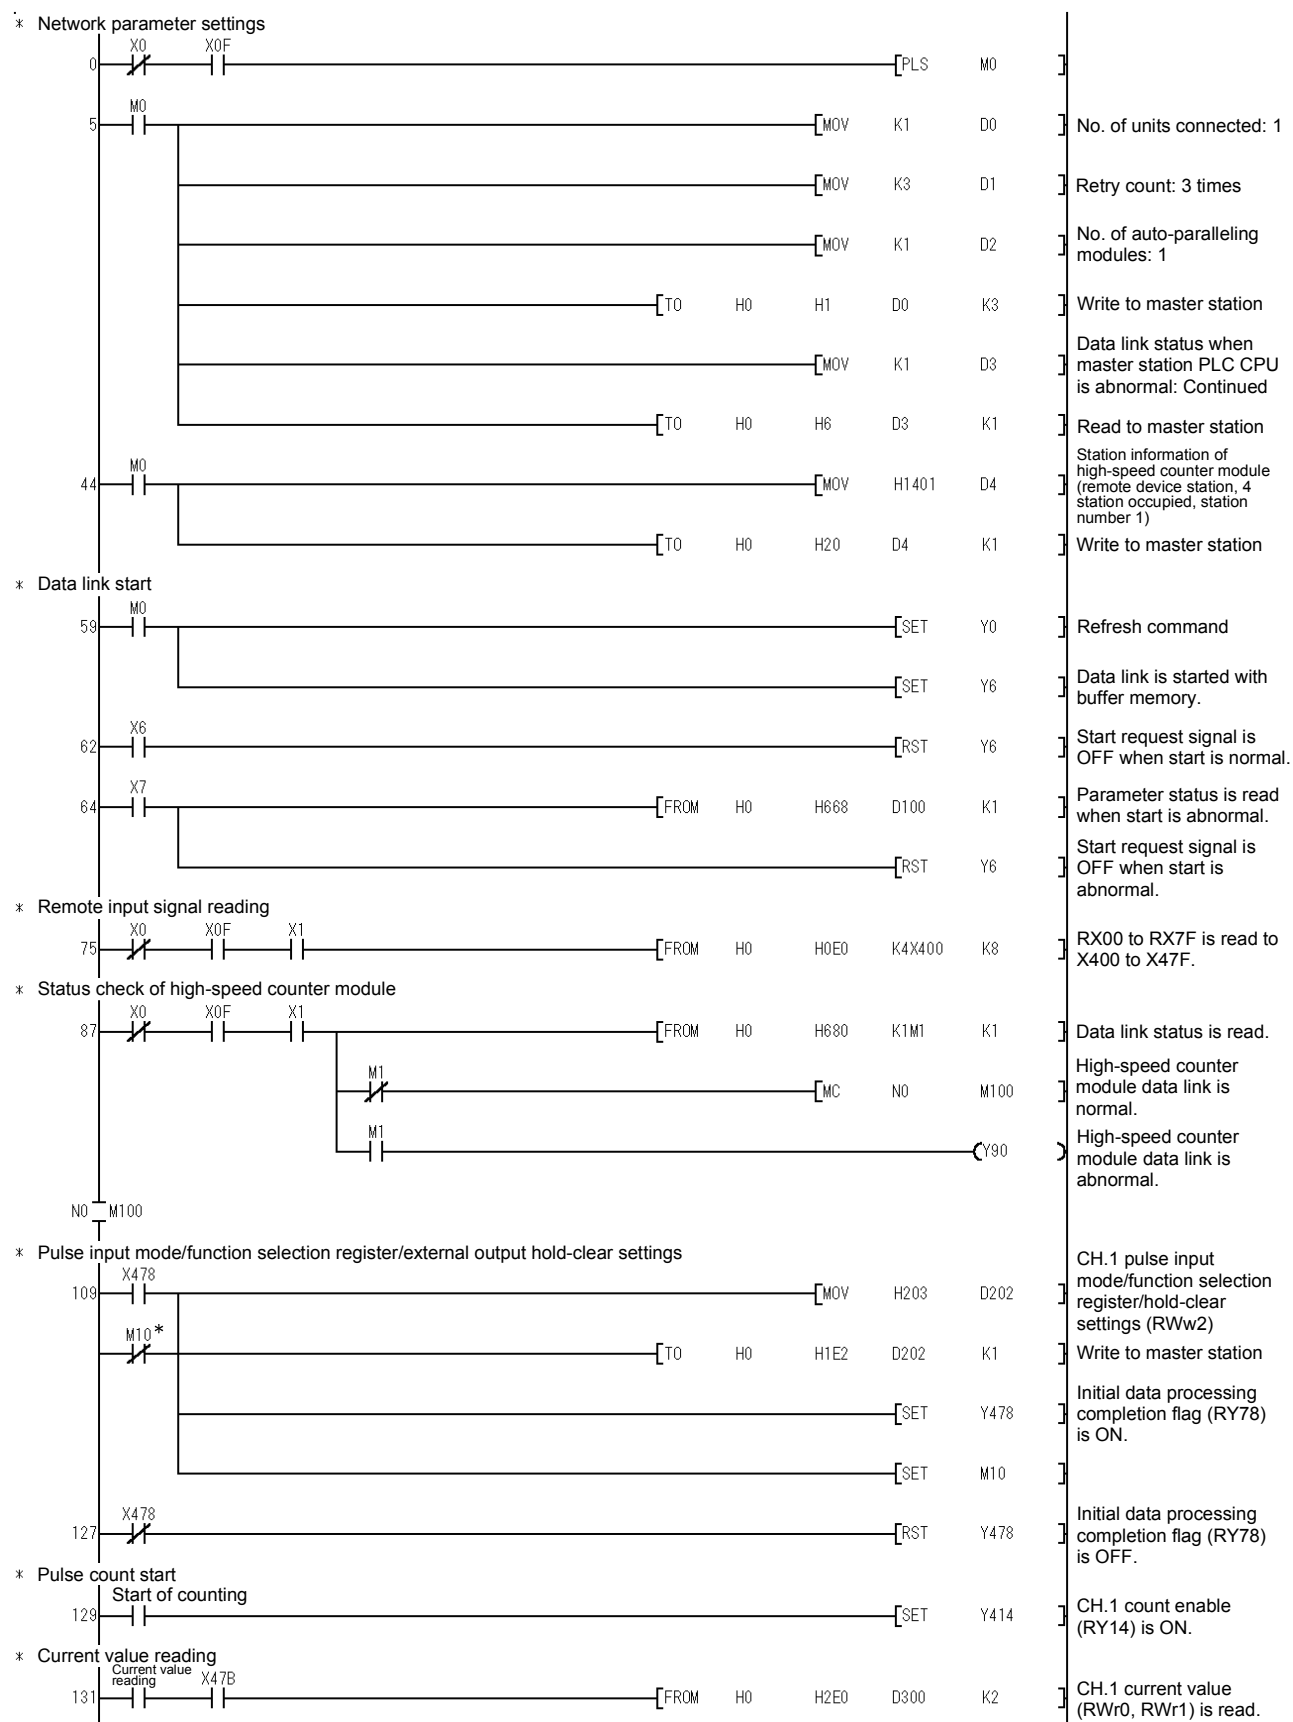 * Network parameter settings
X0 X0F
0 PLS M0
M0
5 MOV K1 D0 No. of units connected: 1
MOV K3 D1 Retry count: 3 times
MOV K1 D2 No. of auto-paralleling
modules: 1
TO H0 H1 D0 K3 Write to master station
MOV K1 D3 Data link status when
master station PLC CPU
is abnormal: Continued
TO H0 H6 D3 K1 Read to master station
M0
44 MOV H1401 D4 Station information of
high-speed counter module
(remote device station, 4
station occupied, station
number 1)
TO H0 H20 D4 K1 Write to master station
* Data link start
M0
59 SET Y0 Refresh command
SET Y6 Data link is started with
buffer memory.
X6
62 RST Y6 Start request signal is
OFF when start is normal.
X7
64 FROM H0 H668 D100 K1 Parameter status is read
when start is abnormal.
RST Y6 Start request signal is
OFF when start is
abnormal.
* Remote input signal reading
X0 X0F X1
75 FROM H0 H0E0 K4X400 K8 RX00 to RX7F is read to
X400 to X47F.
* Status check of high-speed counter module
X0 X0F X1
87 FROM H0 H680 K1M1 K1 Data link status is read.
M1
MC N0 M100 High-speed counter
module data link is
normal.
M1
Y90 High-speed counter
module data link is
abnormal.
N0 M100
* Pulse input mode/function selection register/external output hold-clear settings
X478
109 MOV H203 D202 CH.1 pulse input
mode/function selection
register/hold-clear
settings (RWw2)
M10 *
TO H0 H1E2 D202 K1 Write to master station
SET Y478 Initial data processing
completion flag (RY78)
is ON.
SET M10
X478
127 RST Y478 Initial data processing
completion flag (RY78)
is OFF.
* Pulse count start
Start of counting
129 SET Y414 CH.1 count enable
(RY14) is ON.
* Current value reading
Current value
reading X47B
131 FROM H0 H2E0 D300 K2 CH.1 current value
(RWr0, RWr1) is read.